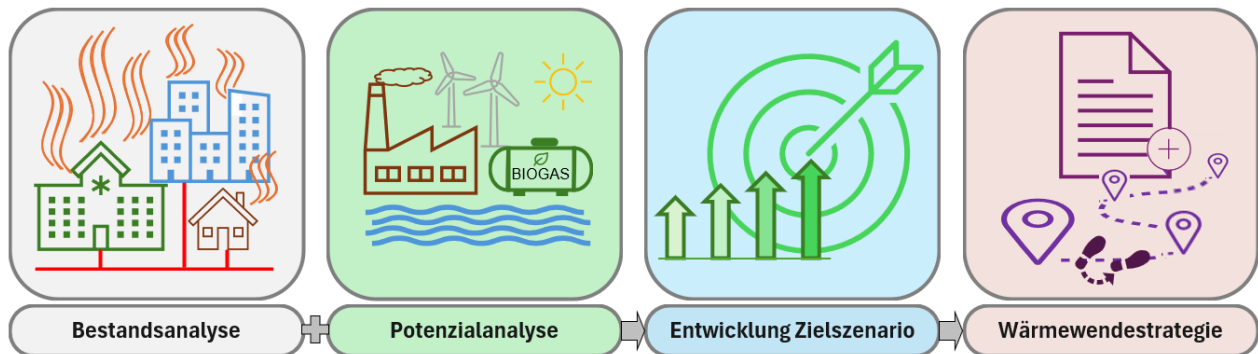 BIOGAS
Bestandsanalyse
Potenzialanalyse
Entwicklung Zielszenario
Wärmewendestrategie